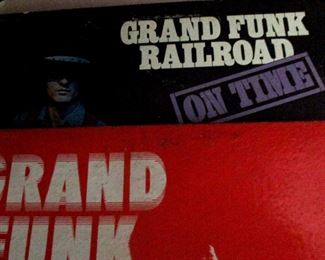 GRAND FUNK
RAILROAD
ON TIME
GRAND
FUNK